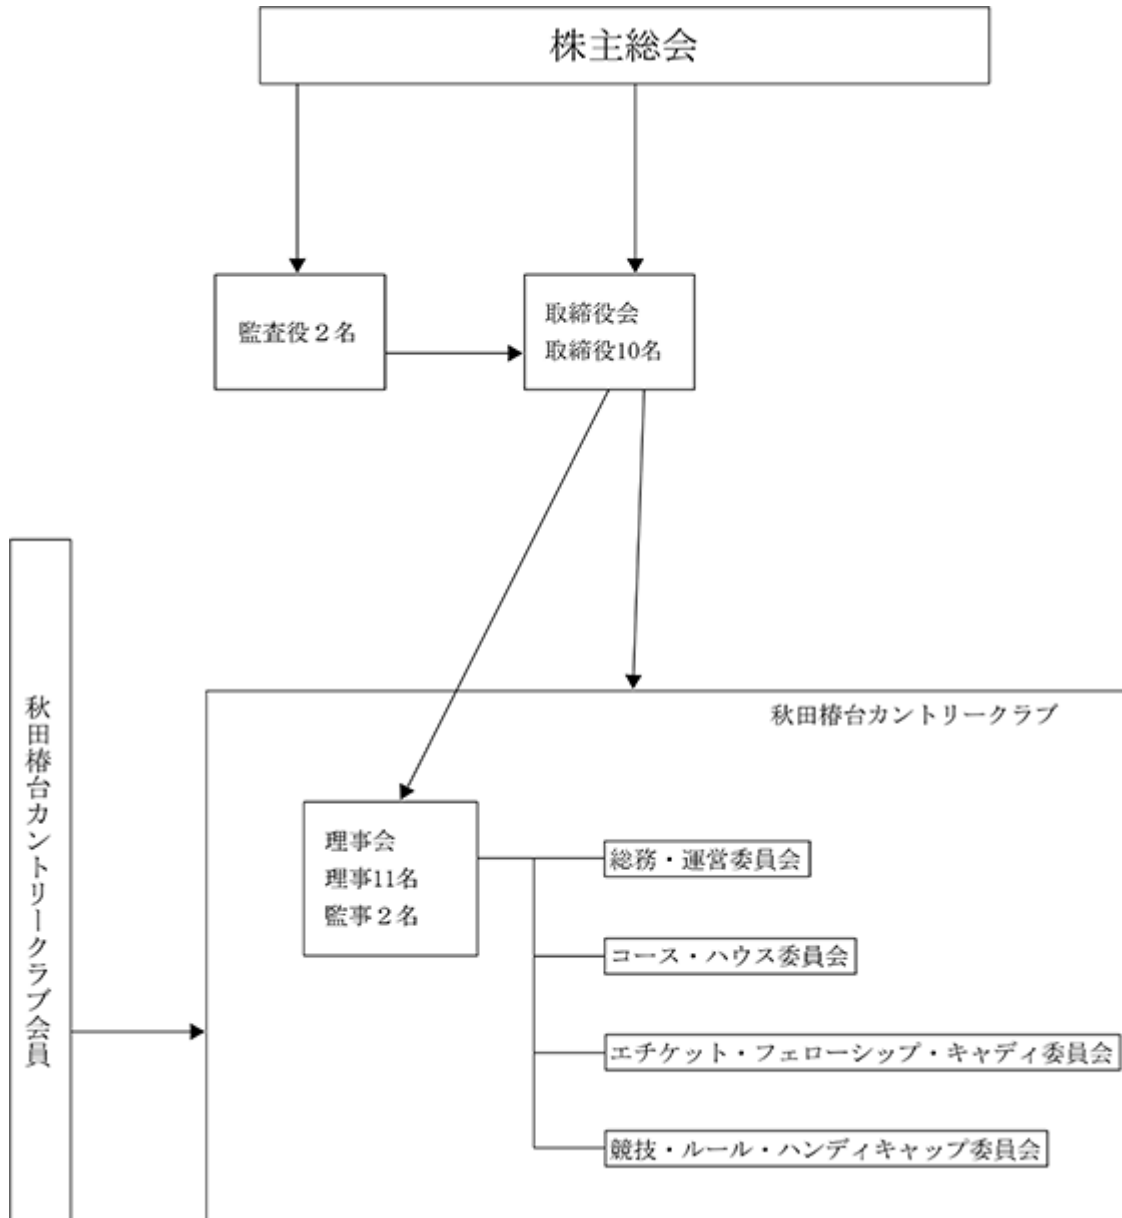 株主総会
監査役２名
取締役会
取締役10名
秋田椿台カントリークラブ会員
秋田椿台カントリークラブ
理事会
理事11名
監事２名
総務・運営委員会
コース・ハウス委員会
エチケット・フェローシップ・キャディ委員会
競技・ルール・ハンディキャップ委員会